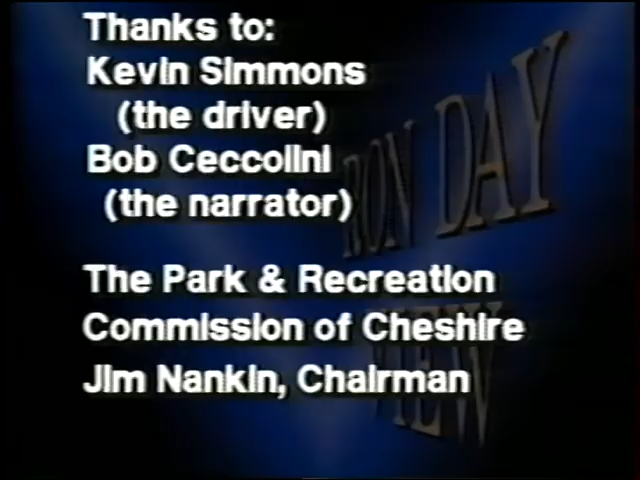 Thanks to:
Kevin Simmons
(the driver)
Bob Ceccolini
(the narrator)
The Park & Recreation
Commission of Cheshire
Jim Nankin, Chairman
RON DAY
VIEW